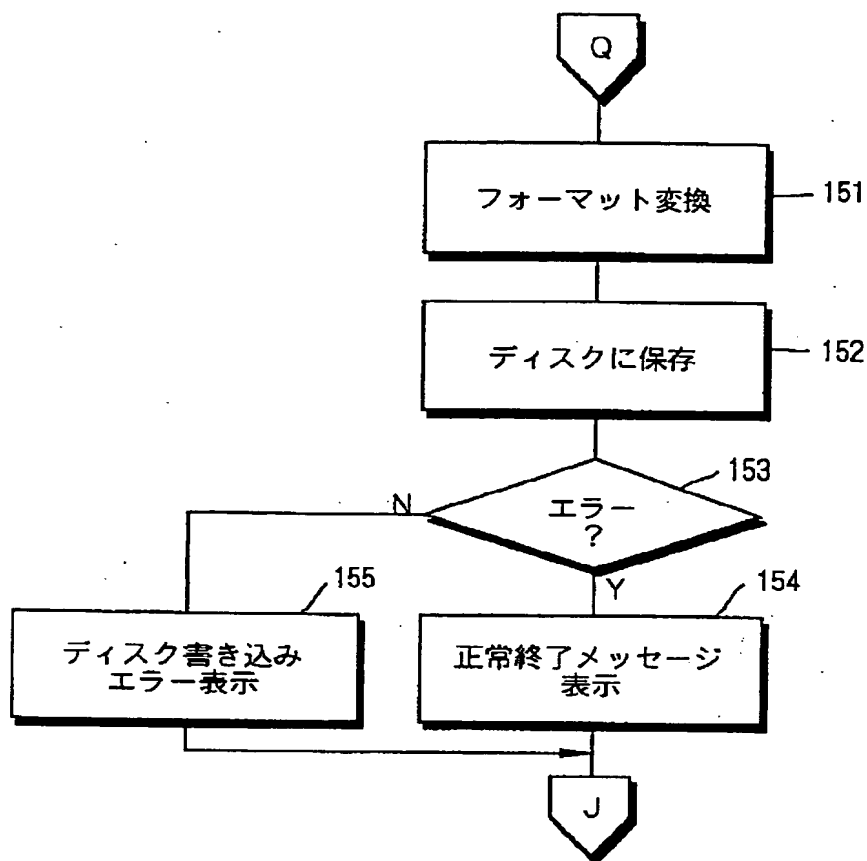 Q
フォーマット変換
151
ディスクに保存
152
153
エラー
?
N
Y
155
154
ディスク書き込み
エラー表示
正常終了メッセージ
表示
J